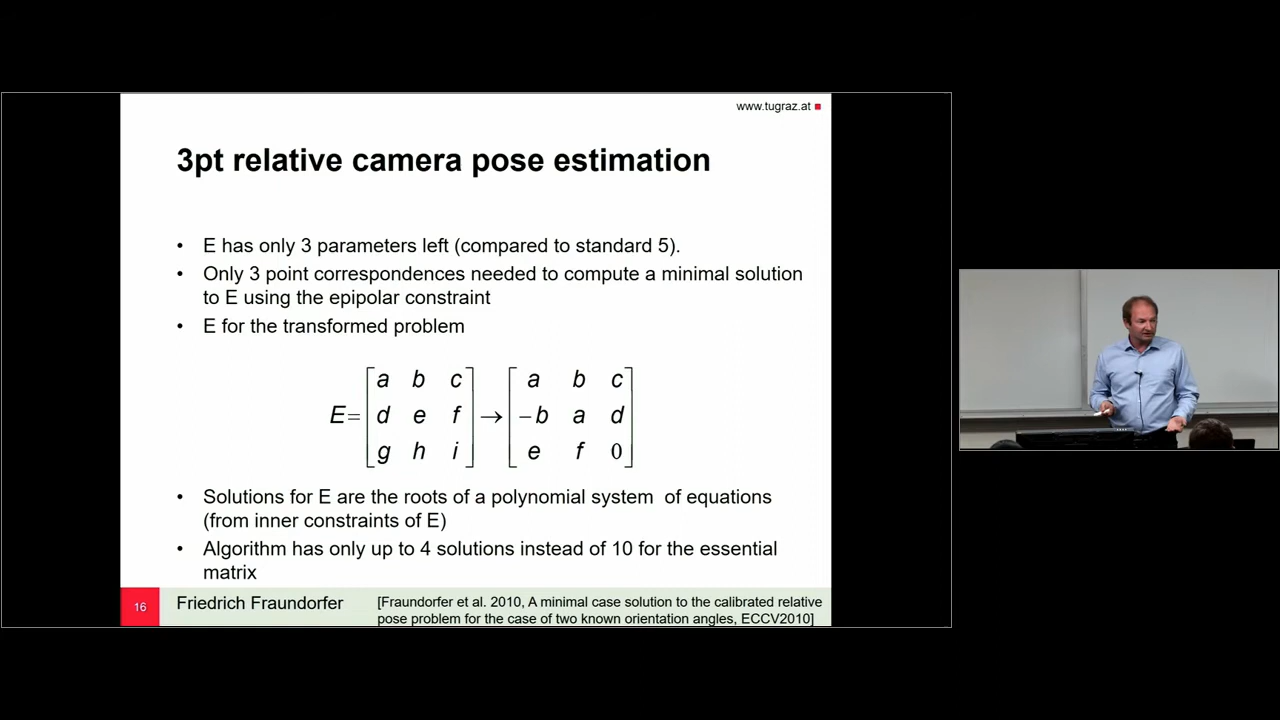 www.tugraz.at
3pt relative camera pose estimation
• E has only 3 parameters left (compared to standard 5).
• Only 3 point correspondences needed to compute a minimal solution
to E using the epipolar constraint
• E for the transformed problem
E= [ a b c ; d e f ; g h i ] → [ a b c ; −b a d ; e f 0 ]
• Solutions for E are the roots of a polynomial system of equations
(from inner constraints of E)
• Algorithm has only up to 4 solutions instead of 10 for the essential
matrix
16
Friedrich Fraundorfer
[Fraundorfer et al. 2010, A minimal case solution to the calibrated relative
pose problem for the case of two known orientation angles, ECCV2010]